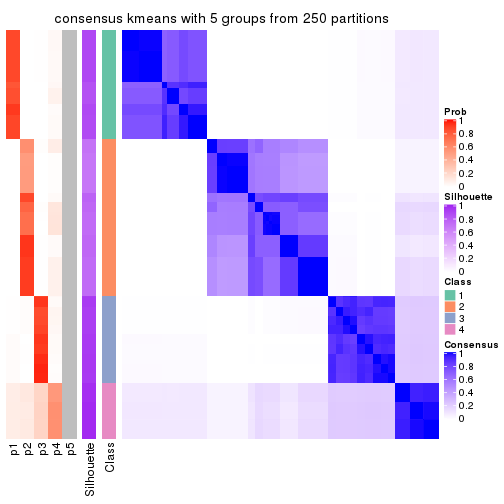 consensus kmeans with 5 groups from 250 partitions
Prob
1
0.8
0.6
0.4
0.2
0
Silhouette
1
0.8
0.6
0.4
0.2
0
Class
1
2
3
4
Consensus
1
0.8
0.6
0.4
0.2
0
p1
p2
p3
p4
p5
Silhouette
Class